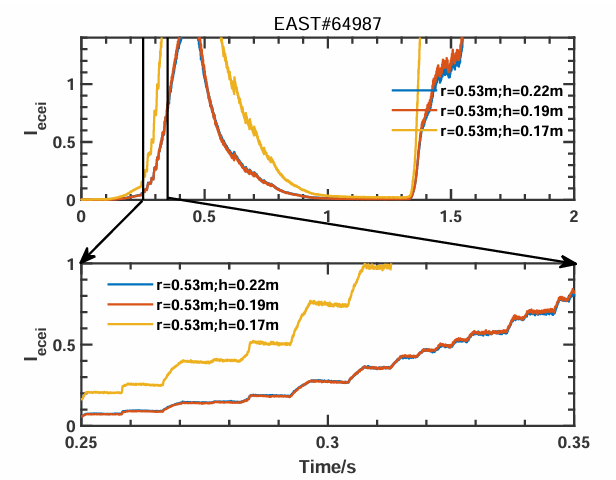 EAST#64987
I_ecei
1
0.5
0
r=0.53m;h=0.22m
r=0.53m;h=0.19m
r=0.53m;h=0.17m
0 0.5 1 1.5 2
I_ecei
1
0.5
0
r=0.53m;h=0.22m
r=0.53m;h=0.19m
r=0.53m;h=0.17m
0.25 0.3 0.35
Time/s